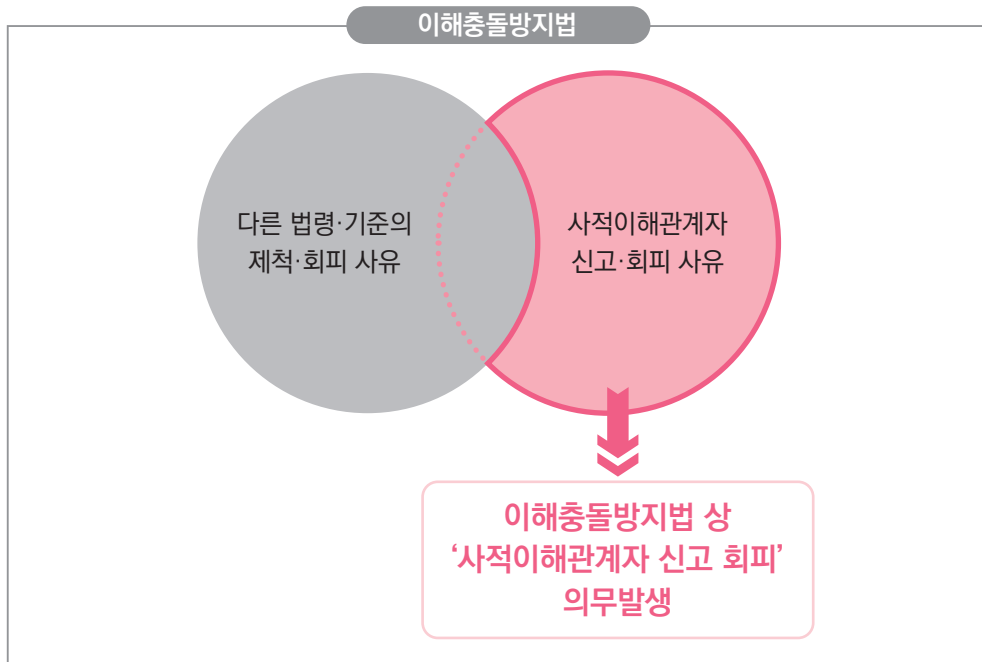 이해충돌방지법
다른 법령·기준의
제척·회피 사유
사적이해관계자
신고·회피 사유
이해충돌방지법 상
‘사적이해관계자 신고 회피’
의무발생